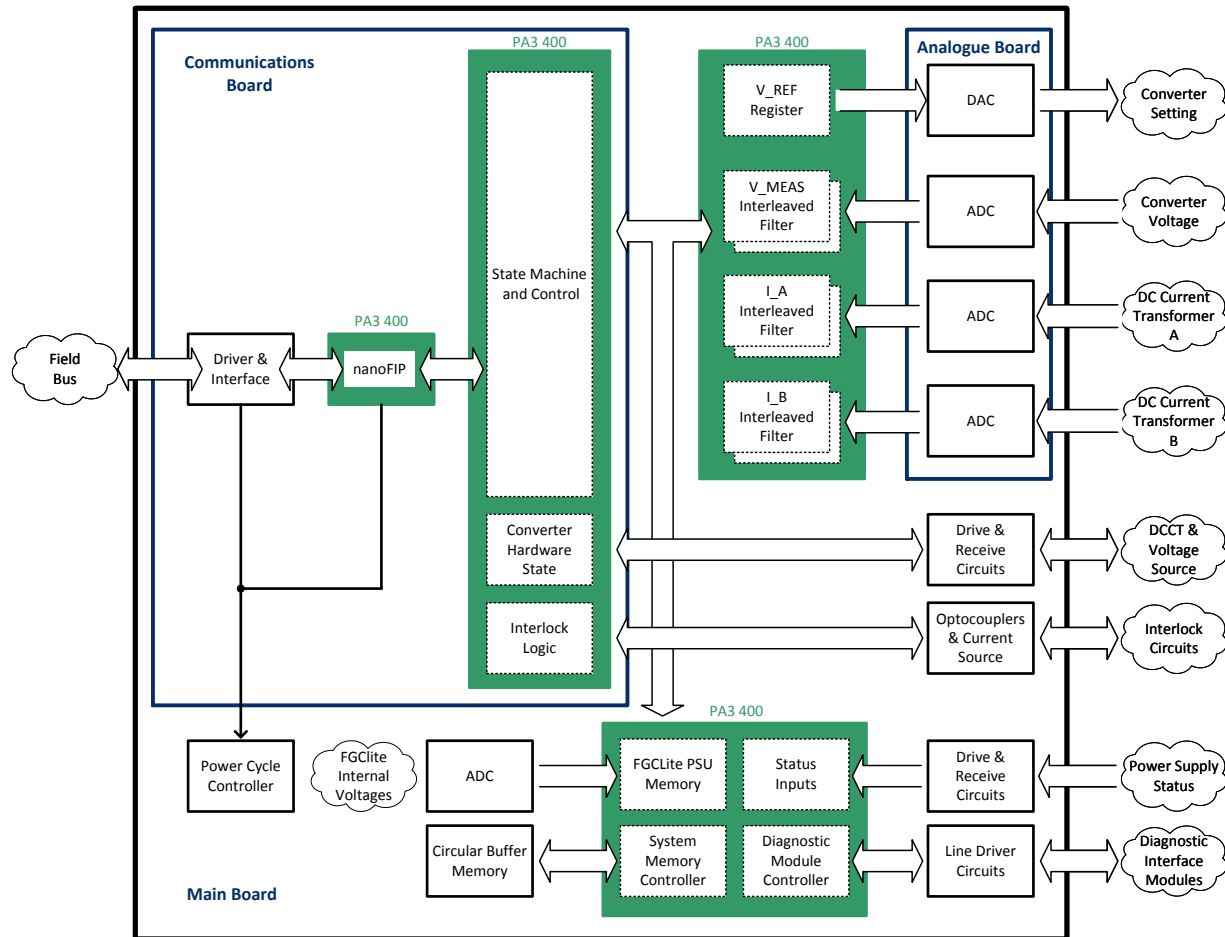 PA3 400
PA3 400
Communications
Board
Analogue Board
V_REF
Register
DAC
Converter
Setting
V_MEAS
Interleaved
Filter
ADC
Converter
Voltage
State Machine
and Control
I_A
Interleaved
Filter
ADC
DC Current
Transformer
A
PA3 400
Field
Bus
Driver &
Interface
nanoFIP
I_B
Interleaved
Filter
ADC
DC Current
Transformer
B
Converter
Hardware
State
Drive &
Receive
Circuits
DCCT &
Voltage
Source
Interlock
Logic
Optocouplers
& Current
Source
Interlock
Circuits
PA3 400
Power Cycle
Controller
FGClite
Internal
Voltages
ADC
FGCLite PSU
Memory
Status
Inputs
Drive &
Receive
Circuits
Power Supply
Status
Circular Buffer
Memory
System
Memory
Controller
Diagnostic
Module
Controller
Line Driver
Circuits
Diagnostic
Interface
Modules
Main Board